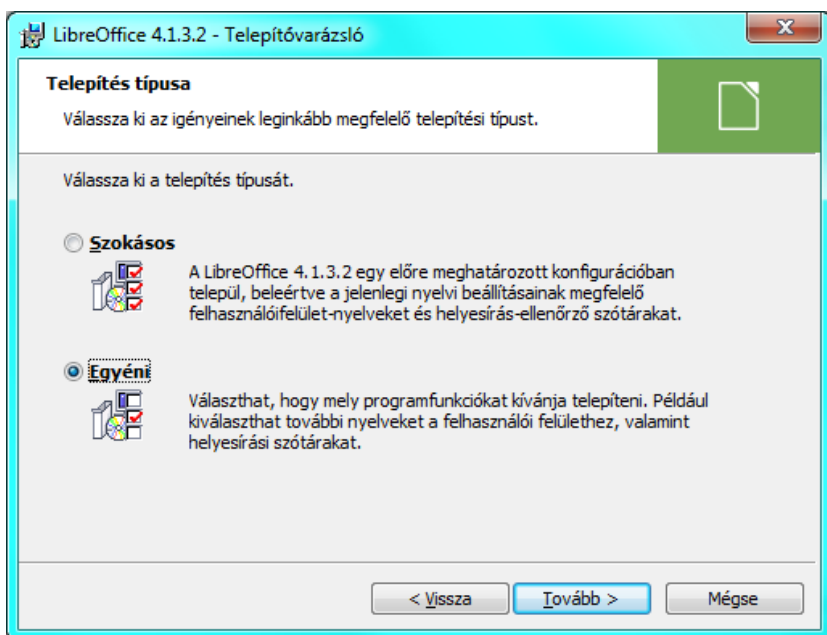 LibreOffice 4.1.3.2 - Telepítővarázsló
Telepítés típusa
Válassza ki az igényeinek leginkább megfelelő telepítési típust.
Válassza ki a telepítés típusát.
Szokásos
A LibreOffice 4.1.3.2 egy előre meghatározott konfigurációban
települ, beleértve a jelenlegi nyelvi beállításainak megfelelő
felhasználóifelület-nyelveket és helyesírás-ellenőrző szótárakat.
Egyéni
Választhat, hogy mely programfunkciókat kívánja telepíteni. Például
kiválaszthat további nyelveket a felhasználói felülethez, valamint
helyesírási szótárakat.
< Vissza Tovább > Mégse